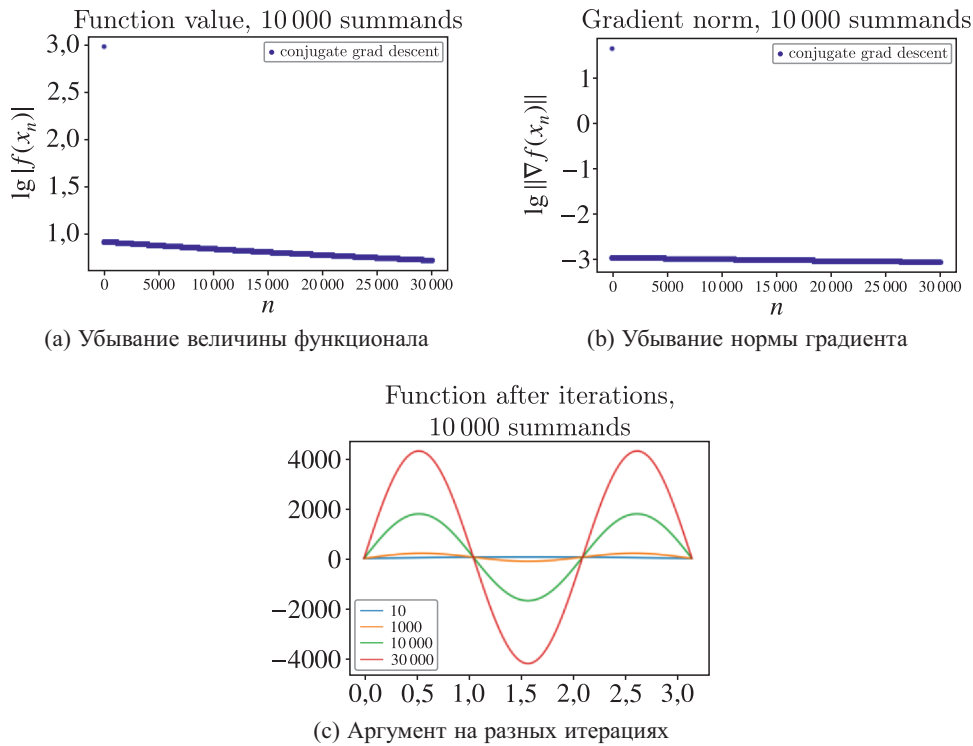 Function value, 10 000 summands
3,0
2,5
2,0
1,5
1,0
lg |f(x_n)|
conjugate grad descent
0 5000 10 000 15 000 20 000 25 000 30 000
n
(a) Убывание величины функционала
Gradient norm, 10 000 summands
1
0
−1
−2
−3
lg ||∇f(x_n)||
conjugate grad descent
0 5000 10 000 15 000 20 000 25 000 30 000
n
(b) Убывание нормы градиента
Function after iterations,
10 000 summands
4000
2000
0
−2000
−4000
10
1000
10 000
30 000
0,0 0,5 1,0 1,5 2,0 2,5 3,0
(c) Аргумент на разных итерациях